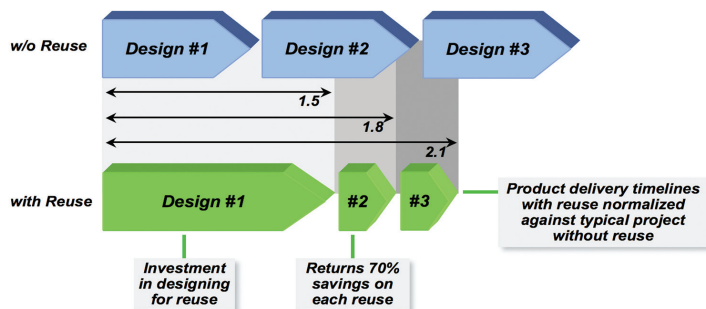 w/o Reuse
Design #1
Design #2
Design #3
1.5
1.8
2.1
with Reuse
Design #1
#2
#3
Product delivery timelines
with reuse normalized
against typical project
without reuse
Investment
in designing
for reuse
Returns 70%
savings on
each reuse